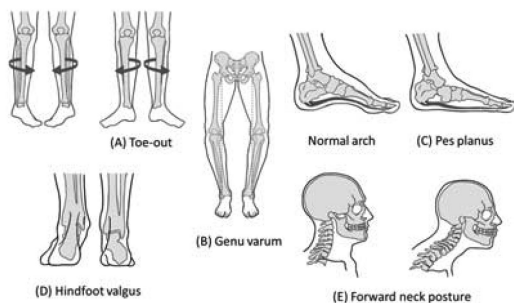 (A) Toe-out
Normal arch
(C) Pes planus
(B) Genu varum
(D) Hindfoot valgus
(E) Forward neck posture